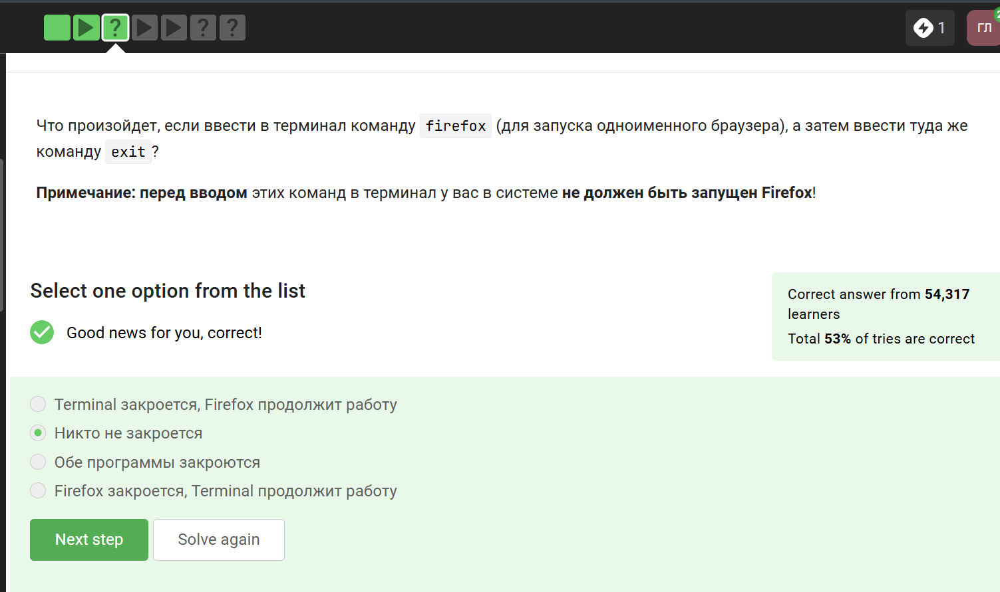 ? ? ?
1
ГЛ
2
Что произойдет, если ввести в терминал команду firefox (для запуска одноименного браузера), а затем ввести туда же
команду exit ?
Примечание: перед вводом этих команд в терминал у вас в системе не должен быть запущен Firefox!
Select one option from the list
Correct answer from 54,317
learners
Total 53% of tries are correct
Good news for you, correct!
Terminal закроется, Firefox продолжит работу
Никто не закроется
Обе программы закроются
Firefox закроется, Terminal продолжит работу
Next step
Solve again